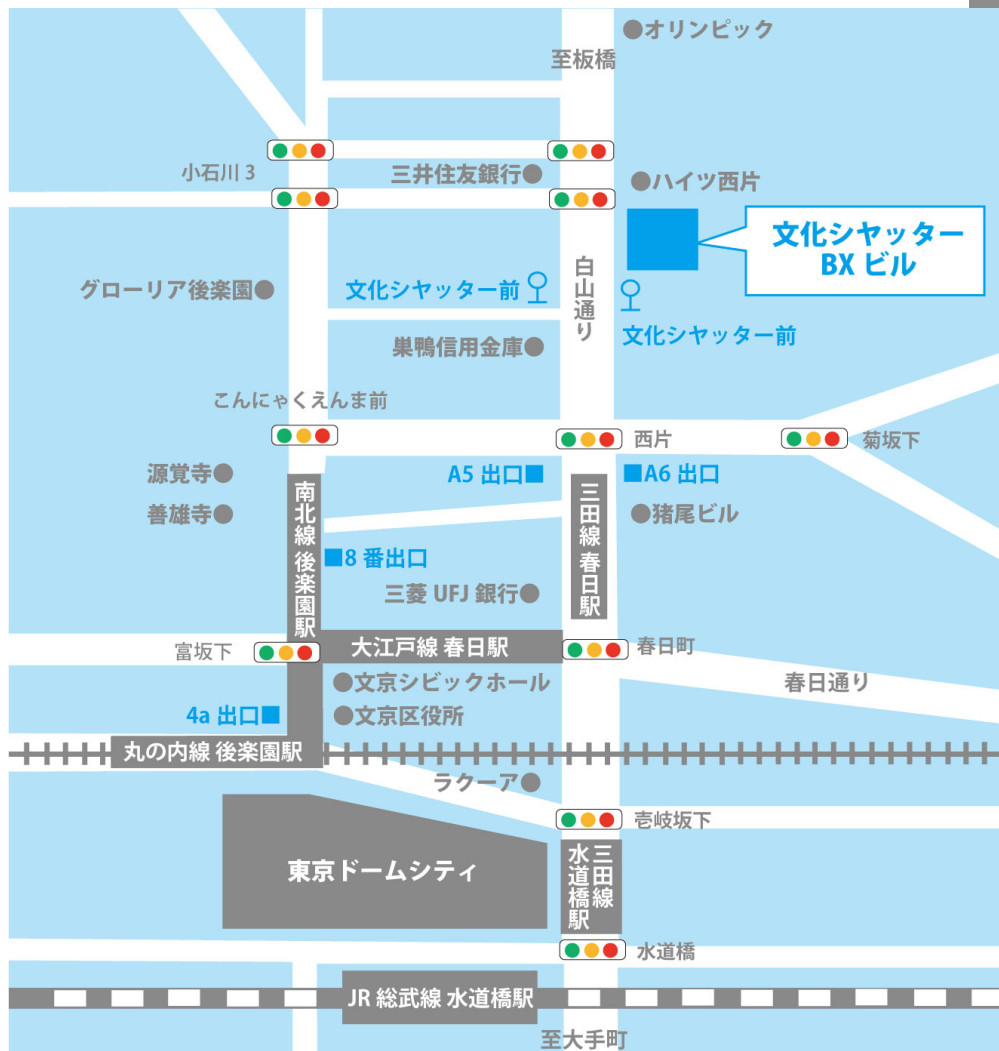 オリンピック
至板橋
小石川 3
三井住友銀行
ハイツ西片
文化シヤッター
BX ビル
白山通り
グローリア後楽園
文化シヤッター前
文化シヤッター前
巣鴨信用金庫
こんにゃくえんま前
西片
菊坂下
源覚寺
A5 出口
A6 出口
善雄寺
南北線 後楽園駅
三田線 春日駅
猪尾ビル
8 番出口
三菱 UFJ 銀行
富坂下
大江戸線 春日駅
春日町
文京シビックホール
春日通り
4a 出口
文京区役所
丸の内線 後楽園駅
ラクーア
壱岐坂下
東京ドームシティ
三田線
水道橋駅
水道橋
JR 総武線 水道橋駅
至大手町